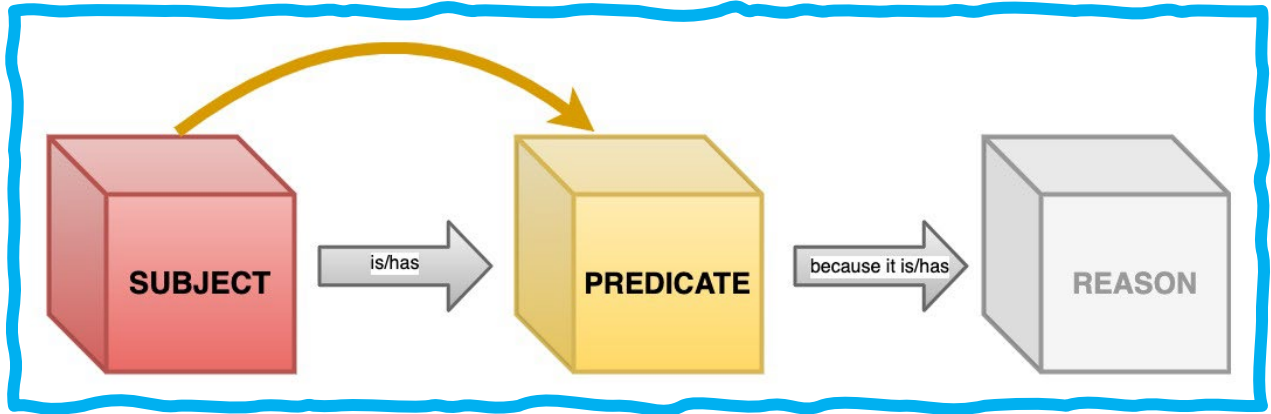 SUBJECT
is/has
PREDICATE
because it is/has
REASON